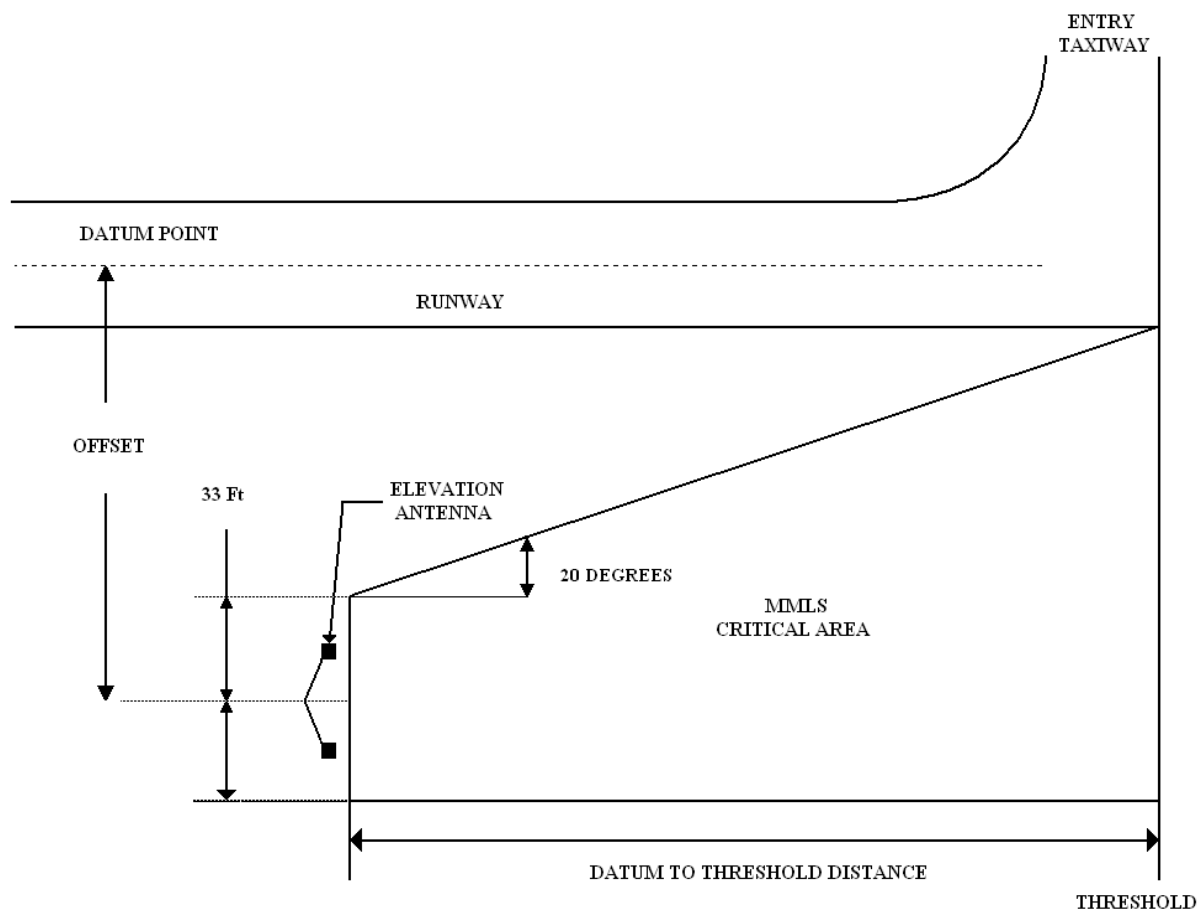 ENTRY
TAXIWAY
DATUM POINT
RUNWAY
OFFSET
33 Ft
ELEVATION
ANTENNA
20 DEGREES
MMLS
CRITICAL AREA
DATUM TO THRESHOLD DISTANCE
THRESHOLD